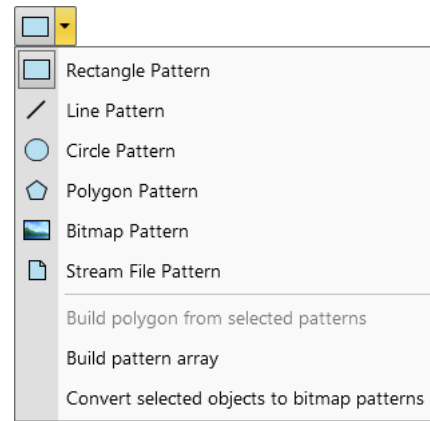 Rectangle Pattern
Line Pattern
Circle Pattern
Polygon Pattern
Bitmap Pattern
Stream File Pattern
Build polygon from selected patterns
Build pattern array
Convert selected objects to bitmap patterns